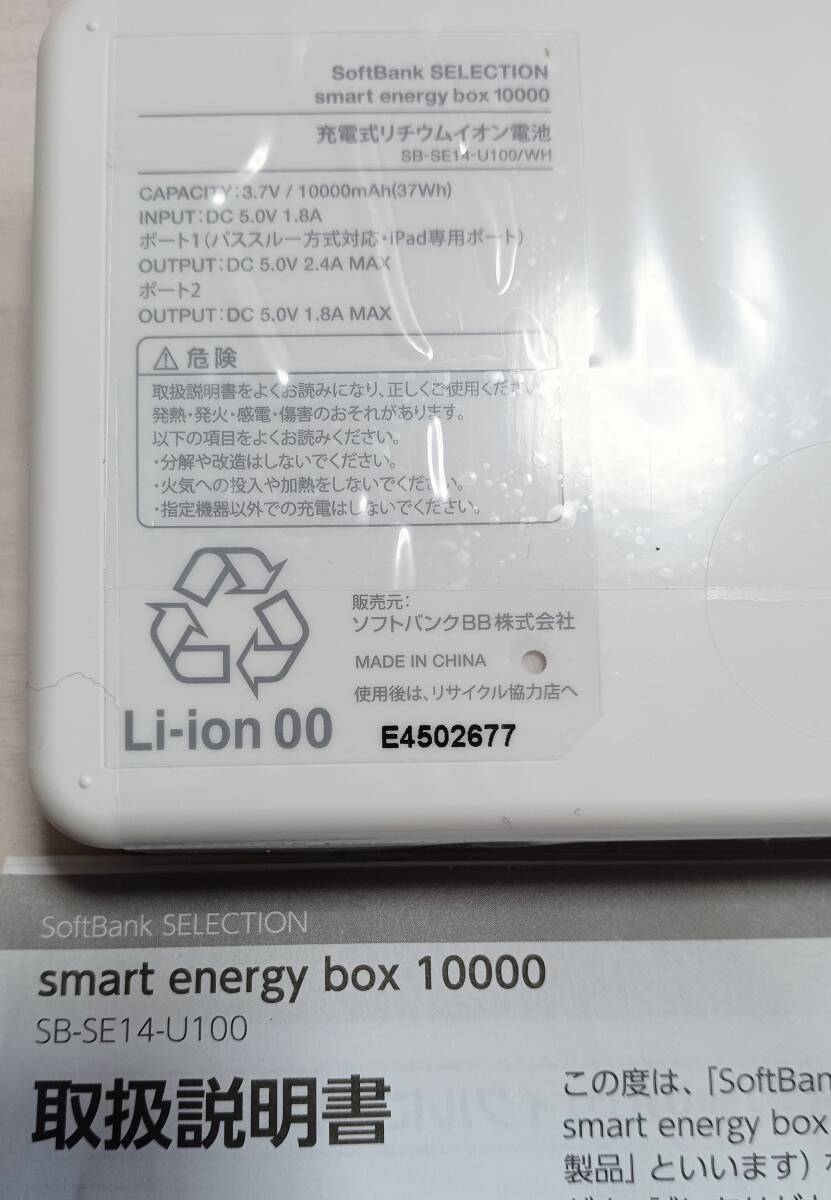 SoftBank SELECTION
smart energy box 10000
充電式リチウムイオン電池
SB-SE14-U100/WH
CAPACITY:3.7V / 10000mAh(37Wh)
INPUT:DC 5.0V 1.8A
ポート1(パススルー方式対応・iPad専用ポート)
OUTPUT:DC 5.0V 2.4A MAX
ポート2
OUTPUT:DC 5.0V 1.8A MAX
⚠ 危険
取扱説明書をよくお読みになり、正しくご使用ください
発熱・発火・感電・傷害のおそれがあります。
以下の項目をよくお読みください。
・分解や改造はしないでください。
・火気への投入や加熱をしないでください。
・指定機器以外での充電はしないでください。
販売元:
ソフトバンクBB株式会社
MADE IN CHINA
使用後は、リサイクル協力店へ
Li-ion 00
E4502677
SoftBank SELECTION
smart energy box 10000
SB-SE14-U100
取扱説明書
この度は、「SoftBan
smart energy box
製品」といいます)